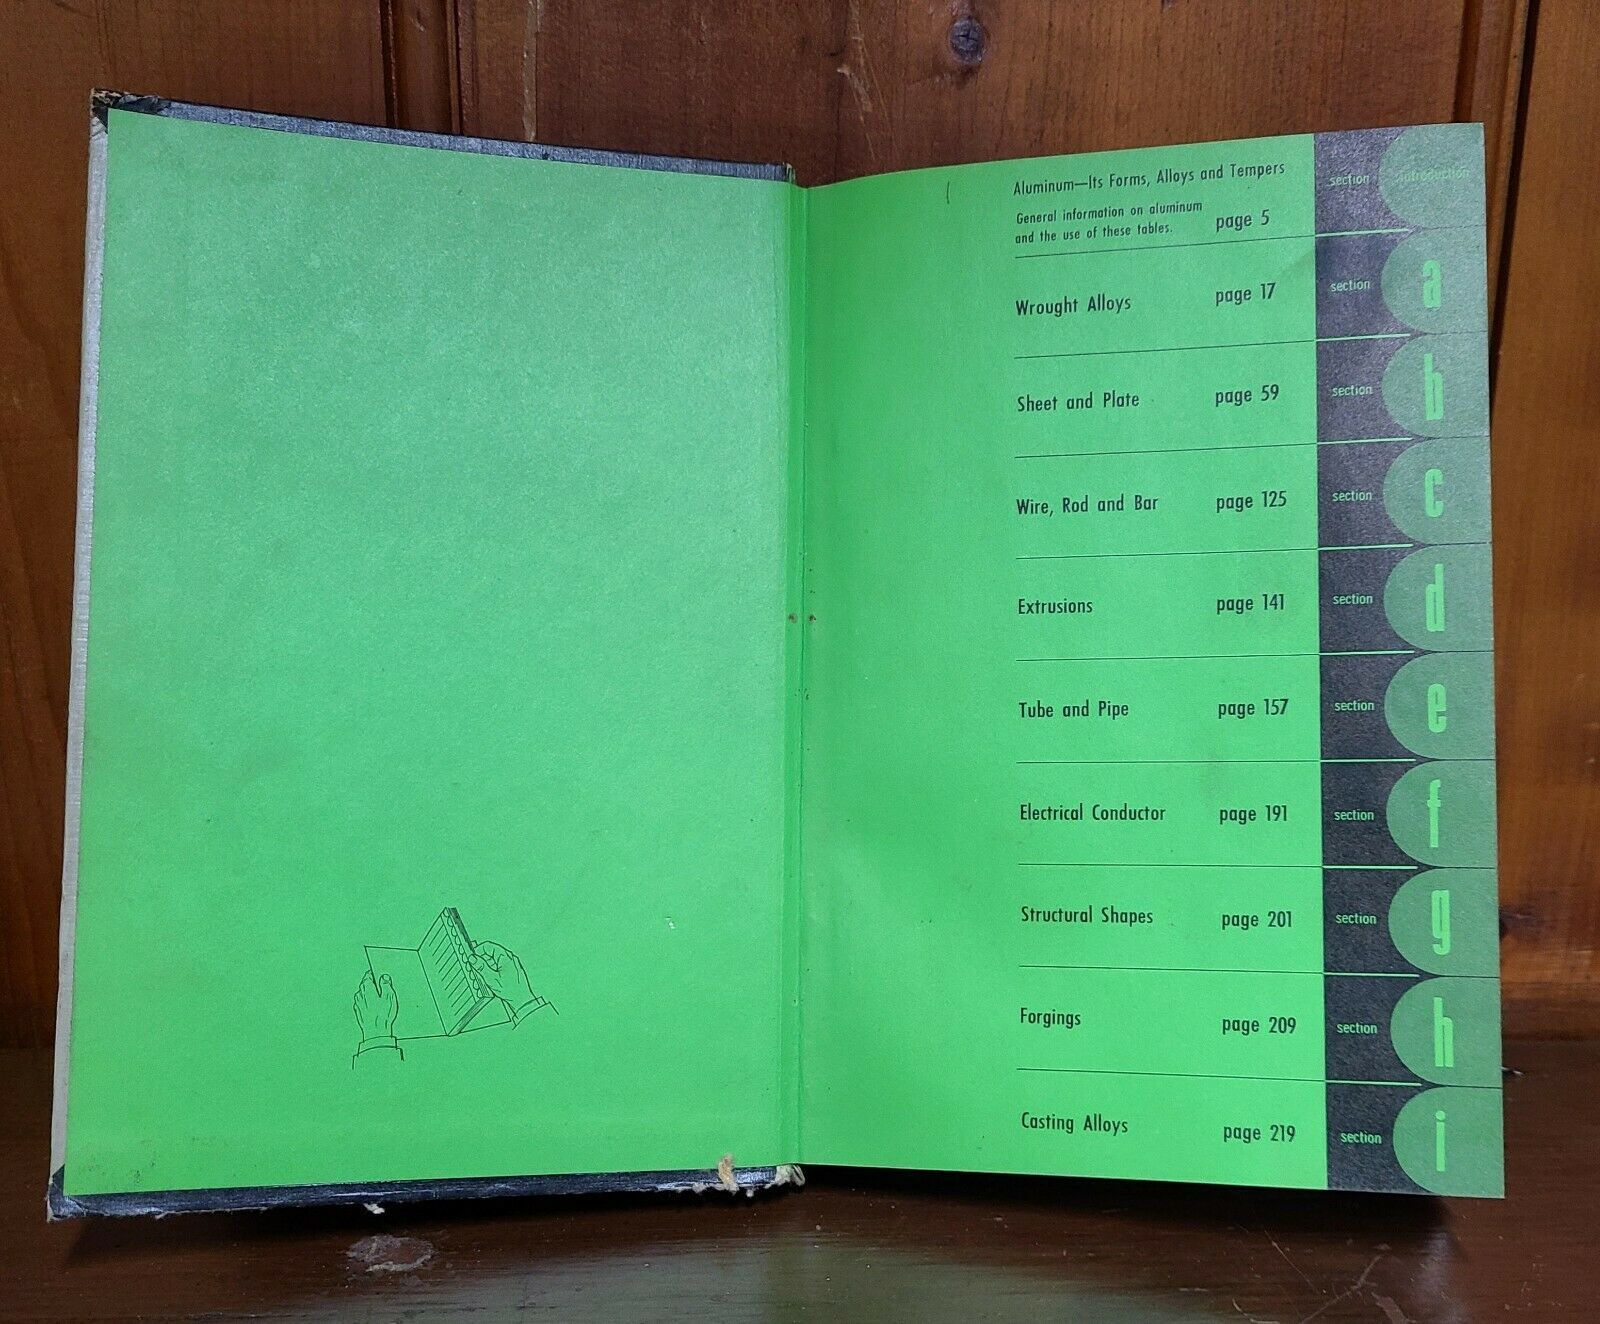 Aluminum—Its Forms, Alloys and Tempers
General information on aluminum
and the use of these tables. page 5
section introduction
Wrought Alloys page 17 section a
Sheet and Plate page 59 section b
Wire, Rod and Bar page 125 section c
Extrusions page 141 section d
Tube and Pipe page 157 section e
Electrical Conductor page 191 section f
Structural Shapes page 201 section g
Forgings page 209 section h
Casting Alloys page 219 section i